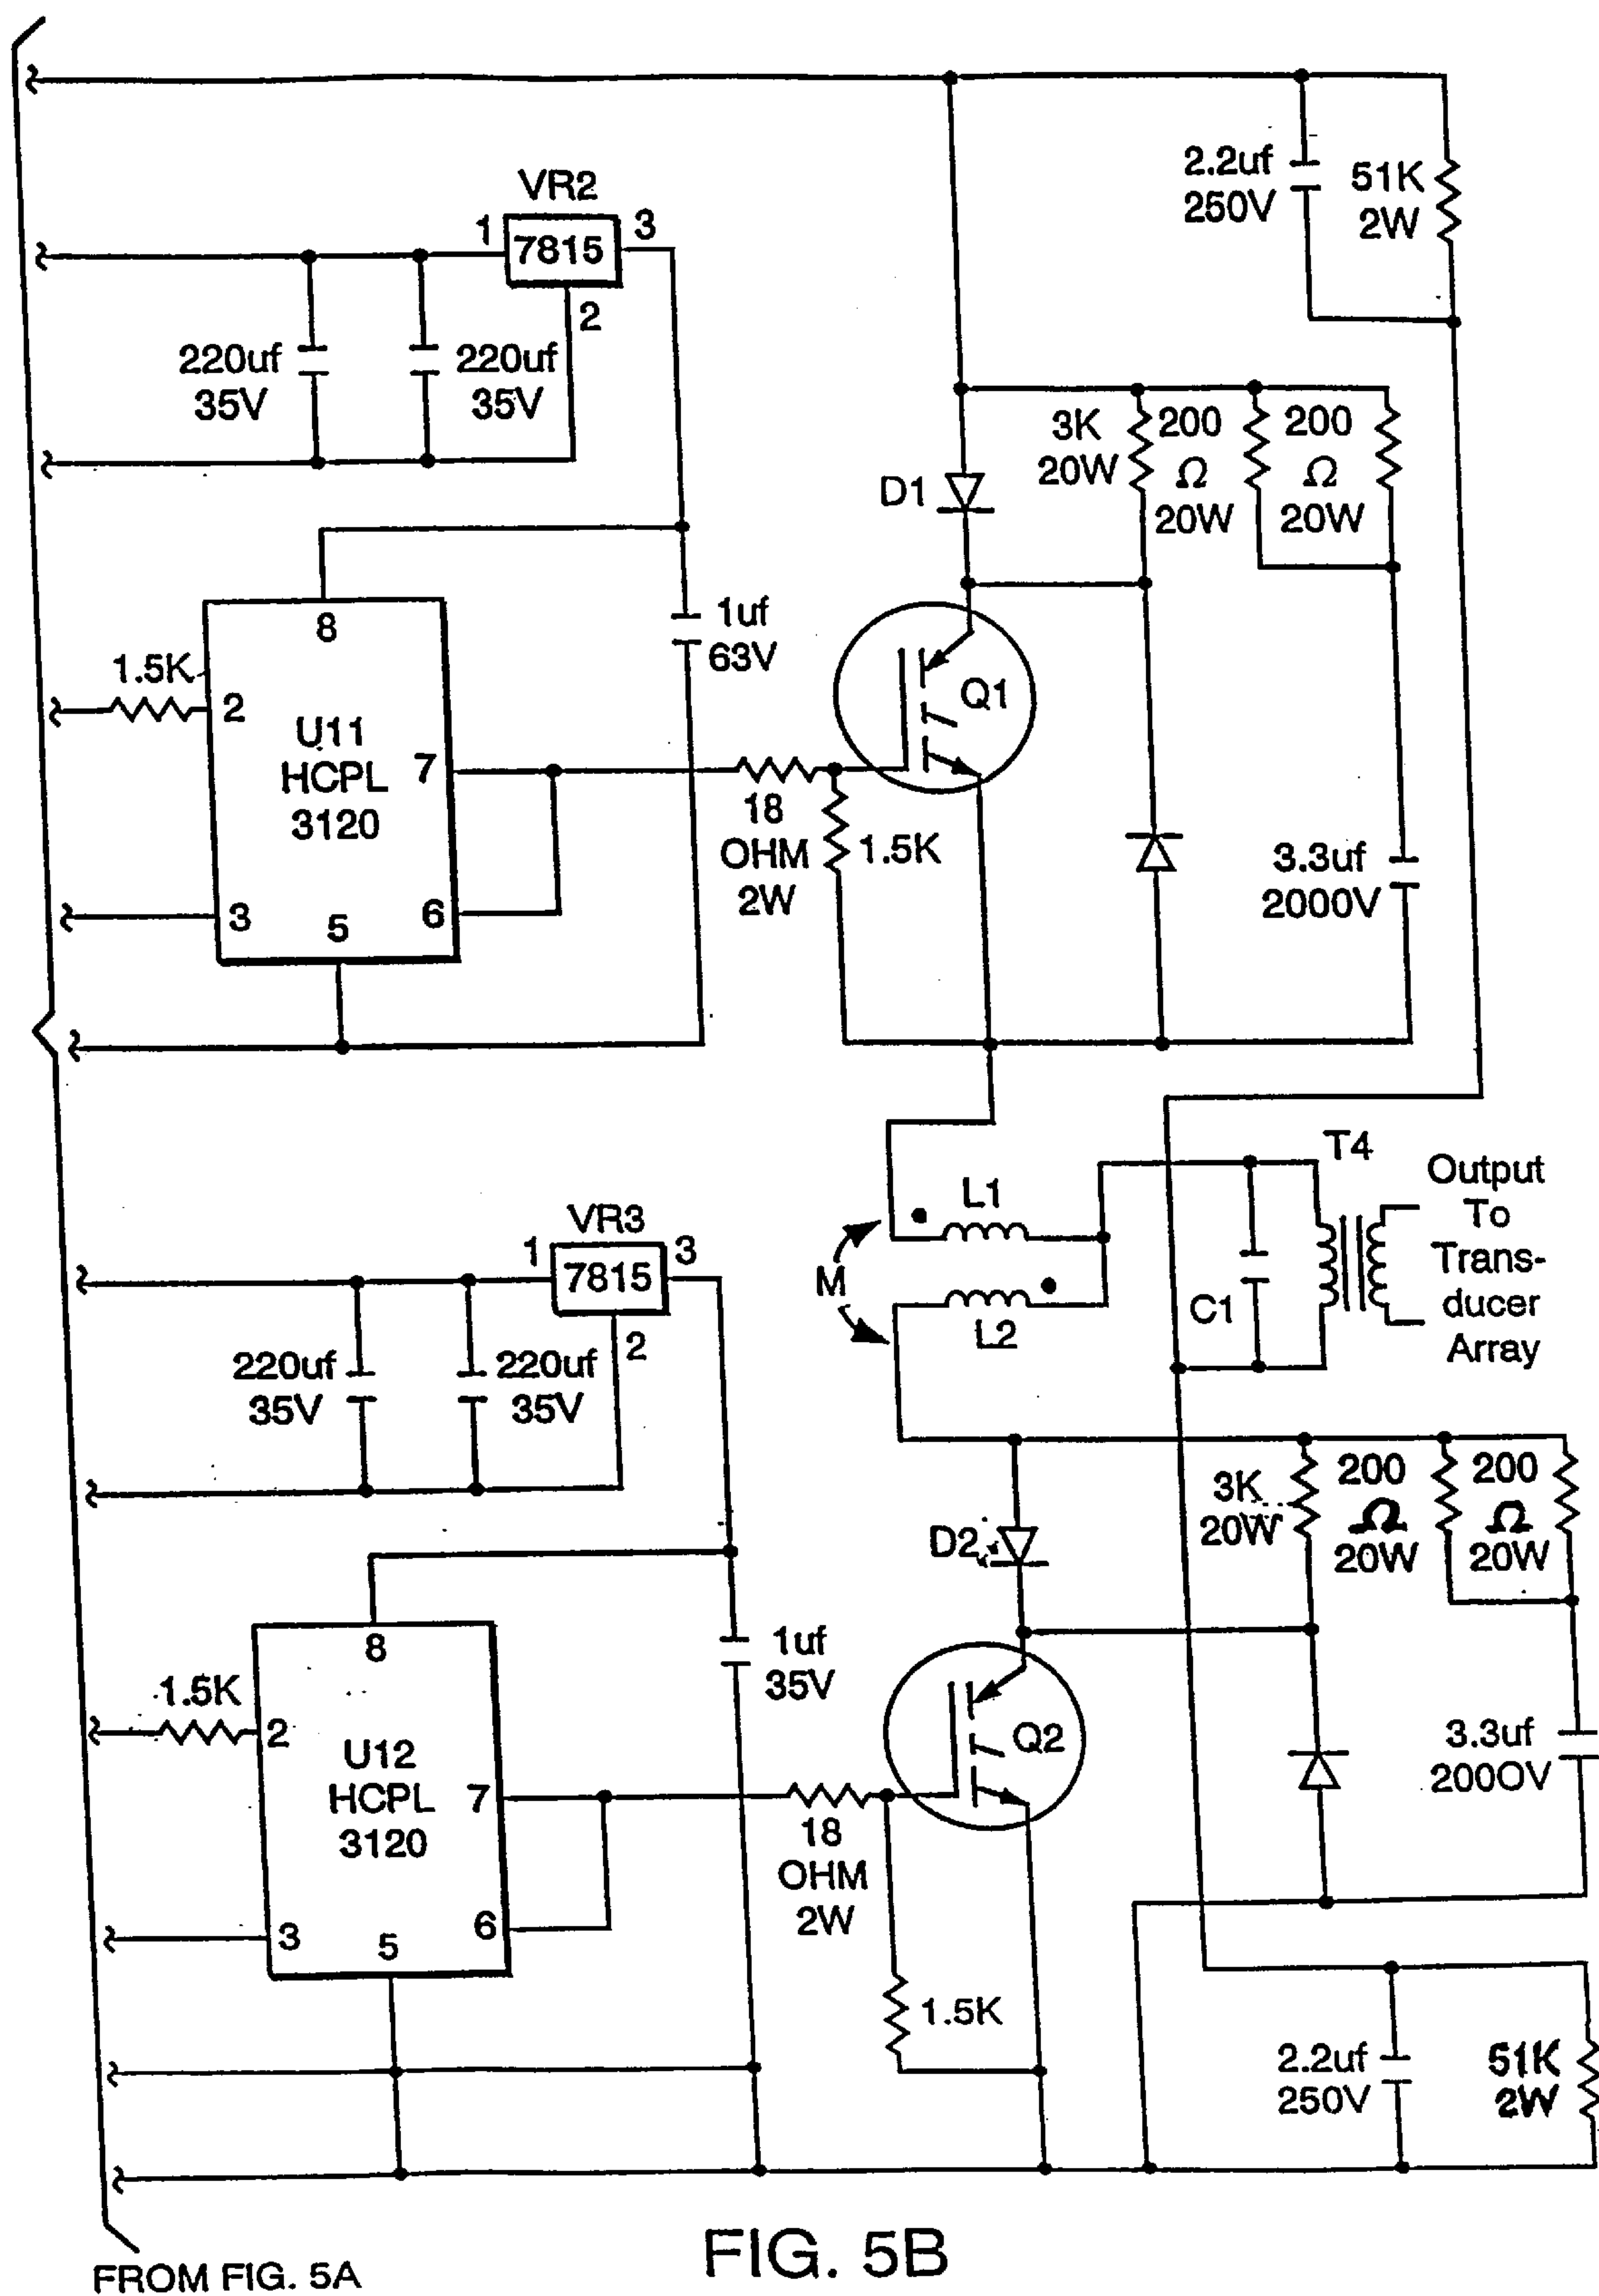 2.2uf
250V
51K
2W
VR2
1
7815
3
2
220uf
35V
220uf
35V
3K
20W
200
Ω
20W
200
Ω
20W
D1
8
1uf
63V
1.5K
2
U11
HCPL
3120
7
Q1
18
OHM
2W
1.5K
3.3uf
2000V
3
5
6
T4
Output
To
Trans-
ducer
Array
L1
M
L2
C1
VR3
1
7815
3
2
220uf
35V
220uf
35V
3K
20W
200
Ω
20W
200
Ω
20W
D2
8
1uf
35V
1.5K
2
U12
HCPL
3120
7
Q2
3.3uf
200OV
18
OHM
2W
3
5
6
1.5K
2.2uf
250V
51K
2W
FIG. 5B
FROM FIG. 5A